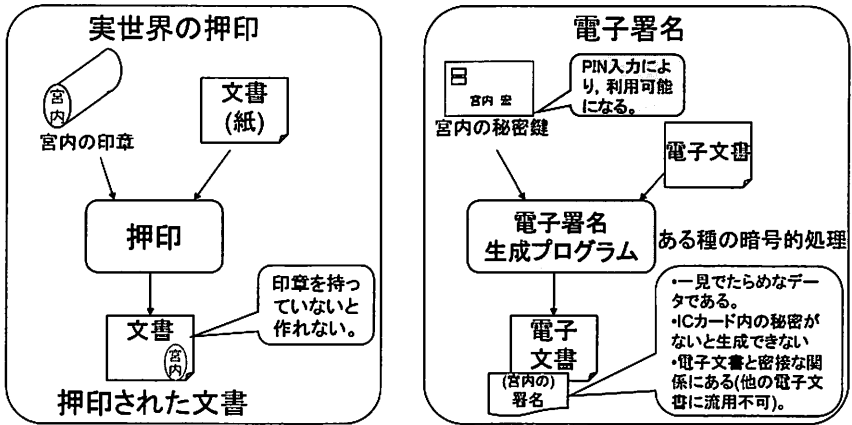 実世界の押印
宮
内
宮内の印章
文書
(紙)
押印
印章を持っ
ていないと
作れない。
文書
宮
内
押印された文書
電子署名
宮内 宏
宮内の秘密鍵
PIN入力によ
り, 利用可能
になる。
電子文書
電子署名
生成プログラム
ある種の暗号的処理
電子
文書
(宮内の)
署名
•一見でたらめなデー
タである。
•ICカード内の秘密が
ないと生成できない
•電子文書と密接な関
係にある(他の電子文
書に流用不可)。